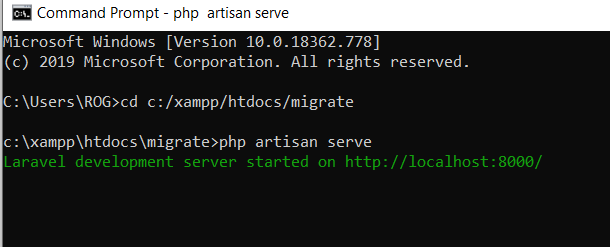 Command Prompt - php  artisan serve
Microsoft Windows [Version 10.0.18362.778]
(c) 2019 Microsoft Corporation. All rights reserved.
C:\Users\ROG>cd c:/xampp/htdocs/migrate
c:\xampp\htdocs\migrate>php artisan serve
Laravel development server started on http://localhost:8000/